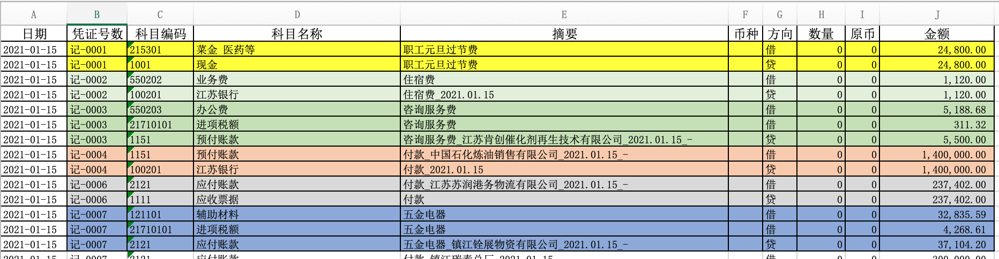 A B C D E F G H I J
日期 凭证号数 科目编码 科目名称 摘要 币种 方向 数量 原币 金额
2021-01-15 记-0001 215301 菜金 医药等 职工元旦过节费 借 0 0 24,800.00
2021-01-15 记-0001 1001 现金 职工元旦过节费 贷 0 0 24,800.00
2021-01-15 记-0002 550202 业务费 住宿费 借 0 0 1,120.00
2021-01-15 记-0002 100201 江苏银行 住宿费_2021.01.15 贷 0 0 1,120.00
2021-01-15 记-0003 550203 办公费 咨询服务费 借 0 0 5,188.68
2021-01-15 记-0003 21710101 进项税额 咨询服务费 借 0 0 311.32
2021-01-15 记-0003 1151 预付账款 咨询服务费_江苏肯创催化剂再生技术有限公司_2021.01.15_- 贷 0 0 5,500.00
2021-01-15 记-0004 1151 预付账款 付款_中国石化炼油销售有限公司_2021.01.15_- 借 0 0 1,400,000.00
2021-01-15 记-0004 100201 江苏银行 付款_2021.01.15 贷 0 0 1,400,000.00
2021-01-15 记-0006 2121 应付账款 付款_江苏苏润港务物流有限公司_2021.01.15_- 借 0 0 237,402.00
2021-01-15 记-0006 1111 应收票据 付款 贷 0 0 237,402.00
2021-01-15 记-0007 121101 辅助材料 五金电器 借 0 0 32,835.59
2021-01-15 记-0007 21710101 进项税额 五金电器 借 0 0 4,268.61
2021-01-15 记-0007 2121 应付账款 五金电器_镇江铨展物资有限公司_2021.01.15_- 贷 0 0 37,104.20
2021-01-15 记-0007 2121 应付账款 借 0 0